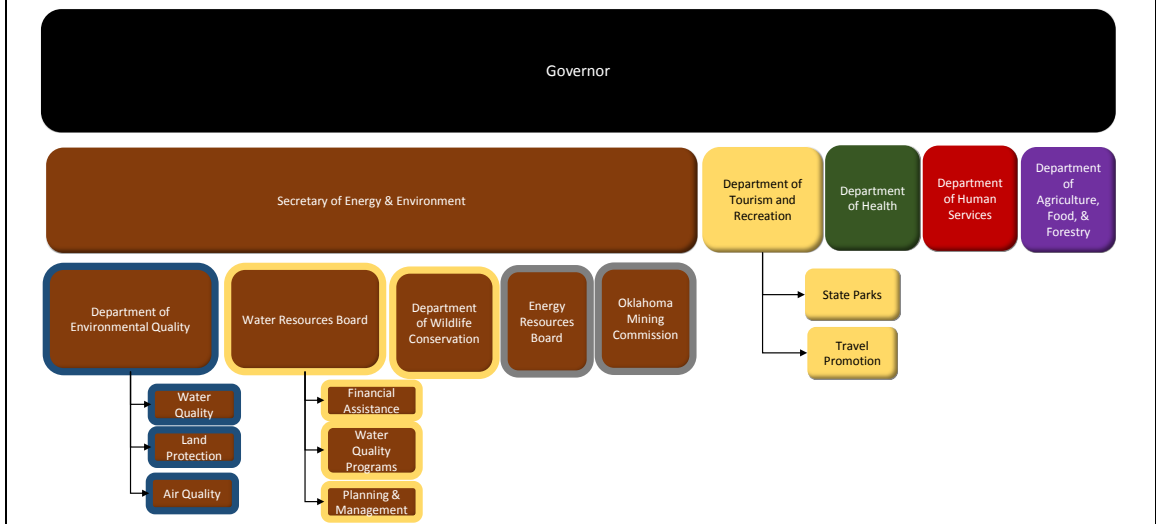 Governor
Secretary of Energy & Environment
Department of
Tourism and
Recreation
Department
of Health
Department
of Human
Services
Department
of
Agriculture,
Food, &
Forestry
Department of
Environmental Quality
Water Resources Board
Department
of Wildlife
Conservation
Energy
Resources
Board
Oklahoma
Mining
Commission
State Parks
Travel
Promotion
Water
Quality
Land
Protection
Air Quality
Financial
Assistance
Water
Quality
Programs
Planning &
Management